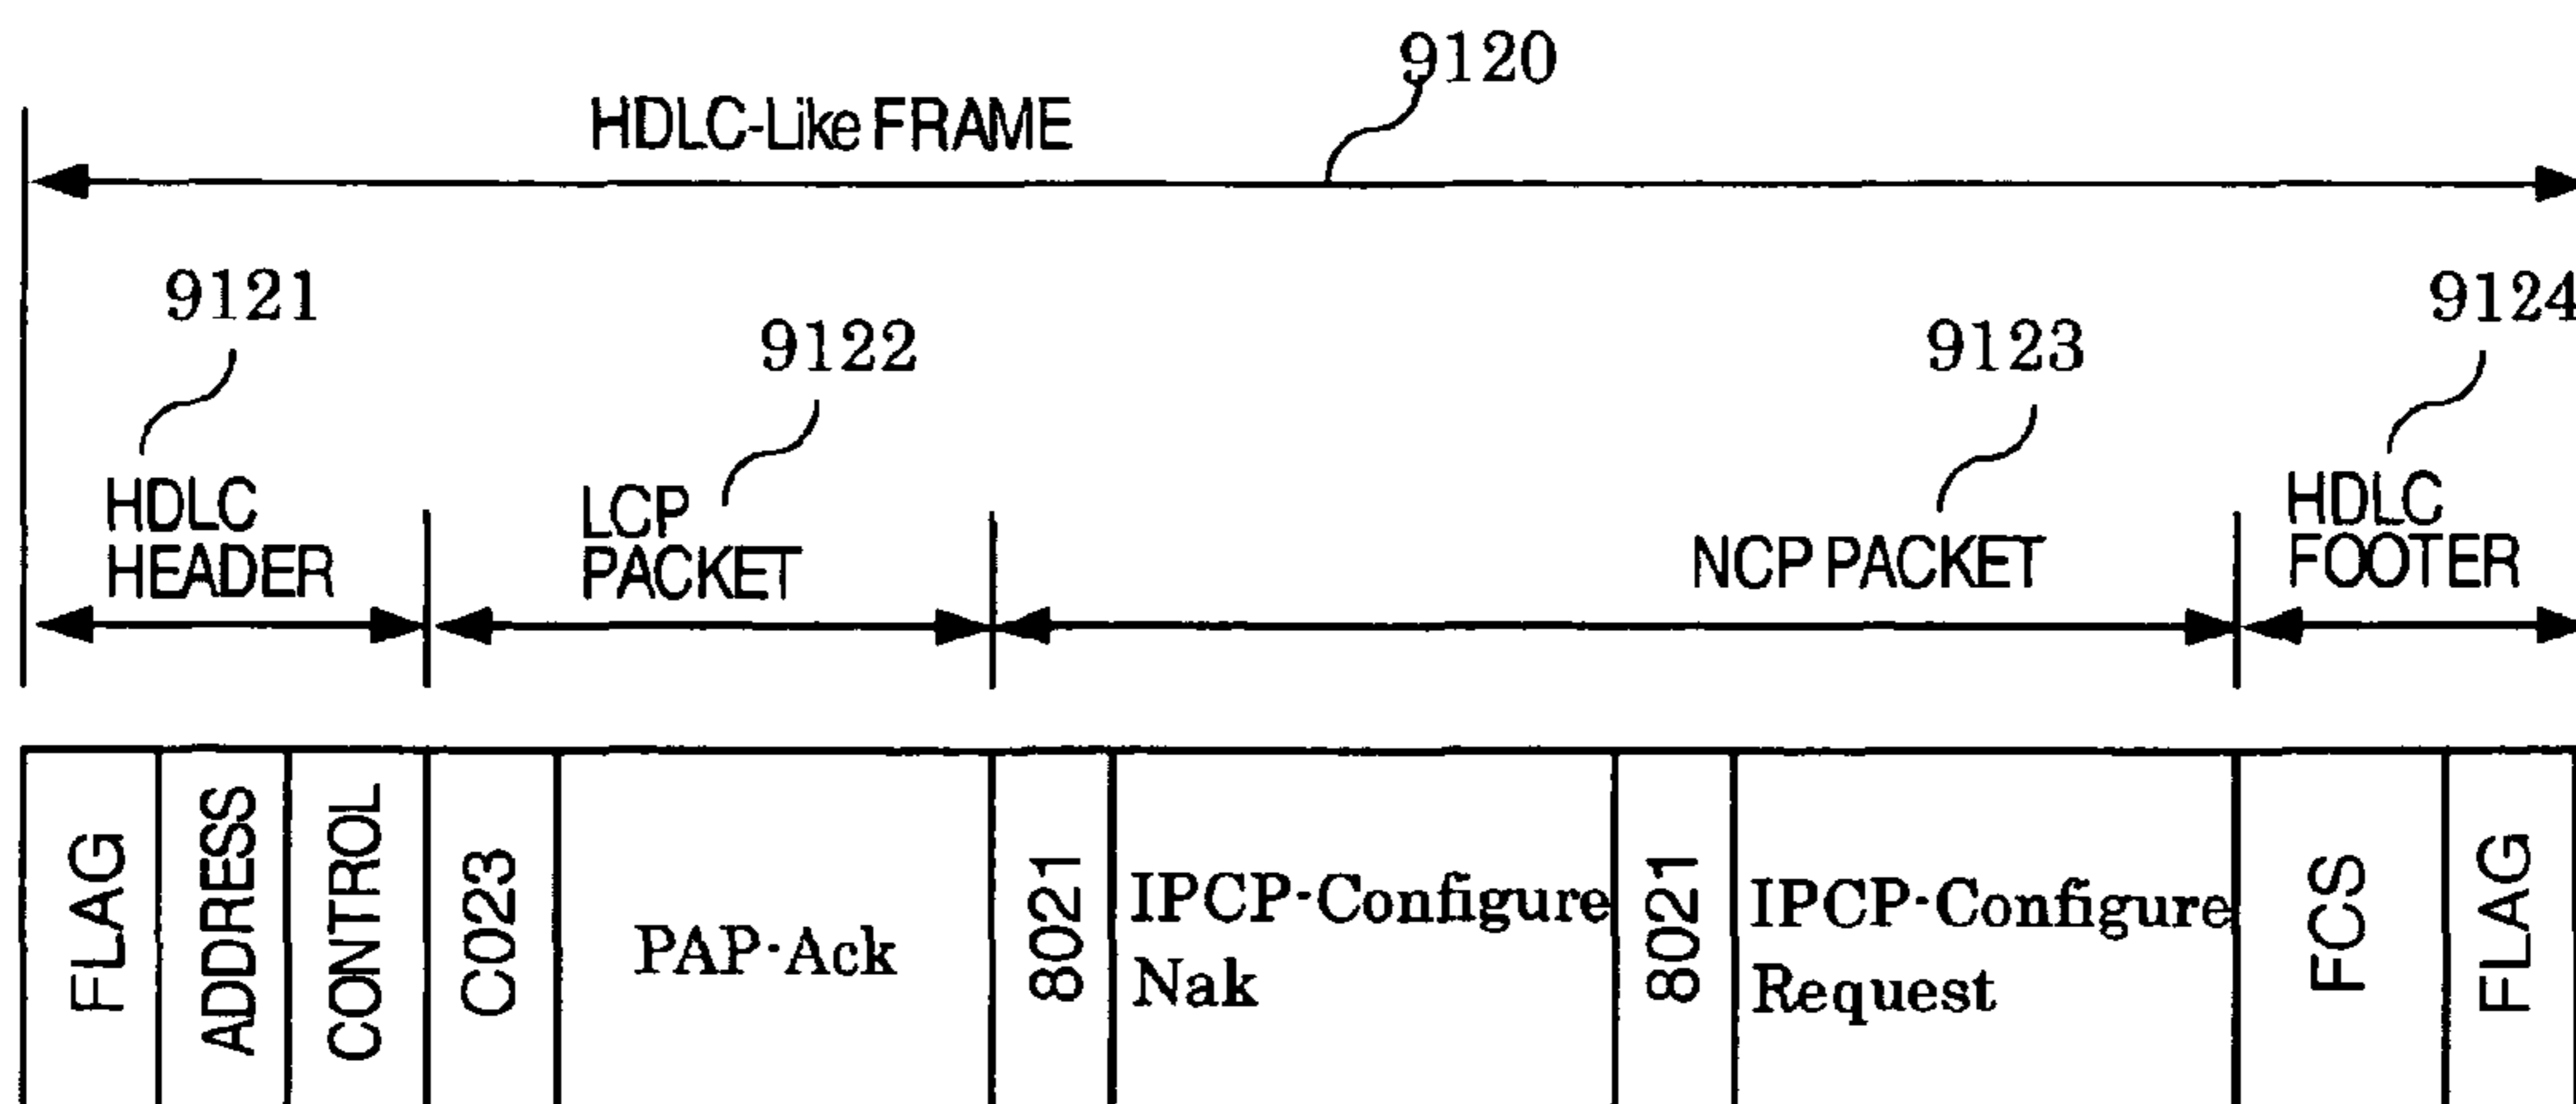 9120
HDLC-Like FRAME
9121
9122
9123
9124
HDLC
HEADER
LCP
PACKET
NCP PACKET
HDLC
FOOTER
FLAG
ADDRESS
CONTROL
C023
PAP-Ack
8021
IPCP-Configure
Nak
8021
IPCP-Configure
Request
FCS
FLAG